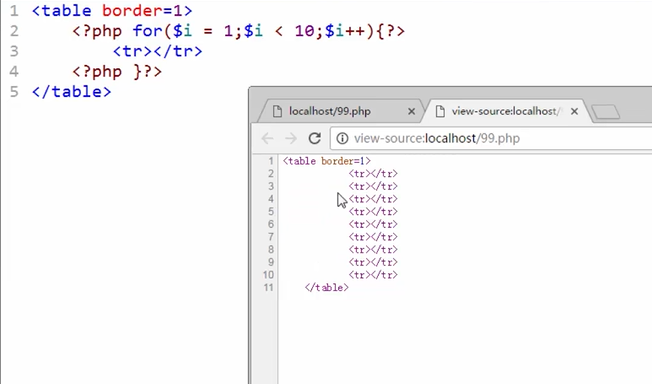 1 <table border=1>
2 <?php for($i = 1;$i < 10;$i++){?>
3 <tr></tr>
4 <?php }?>
5 </table>
localhost/99.php ×
view-source:localhost/ ×
view-source:localhost/99.php
1 <table border=1>
2 <tr></tr>
3 <tr></tr>
4 <tr></tr>
5 <tr></tr>
6 <tr></tr>
7 <tr></tr>
8 <tr></tr>
9 <tr></tr>
10 <tr></tr>
11 </table>